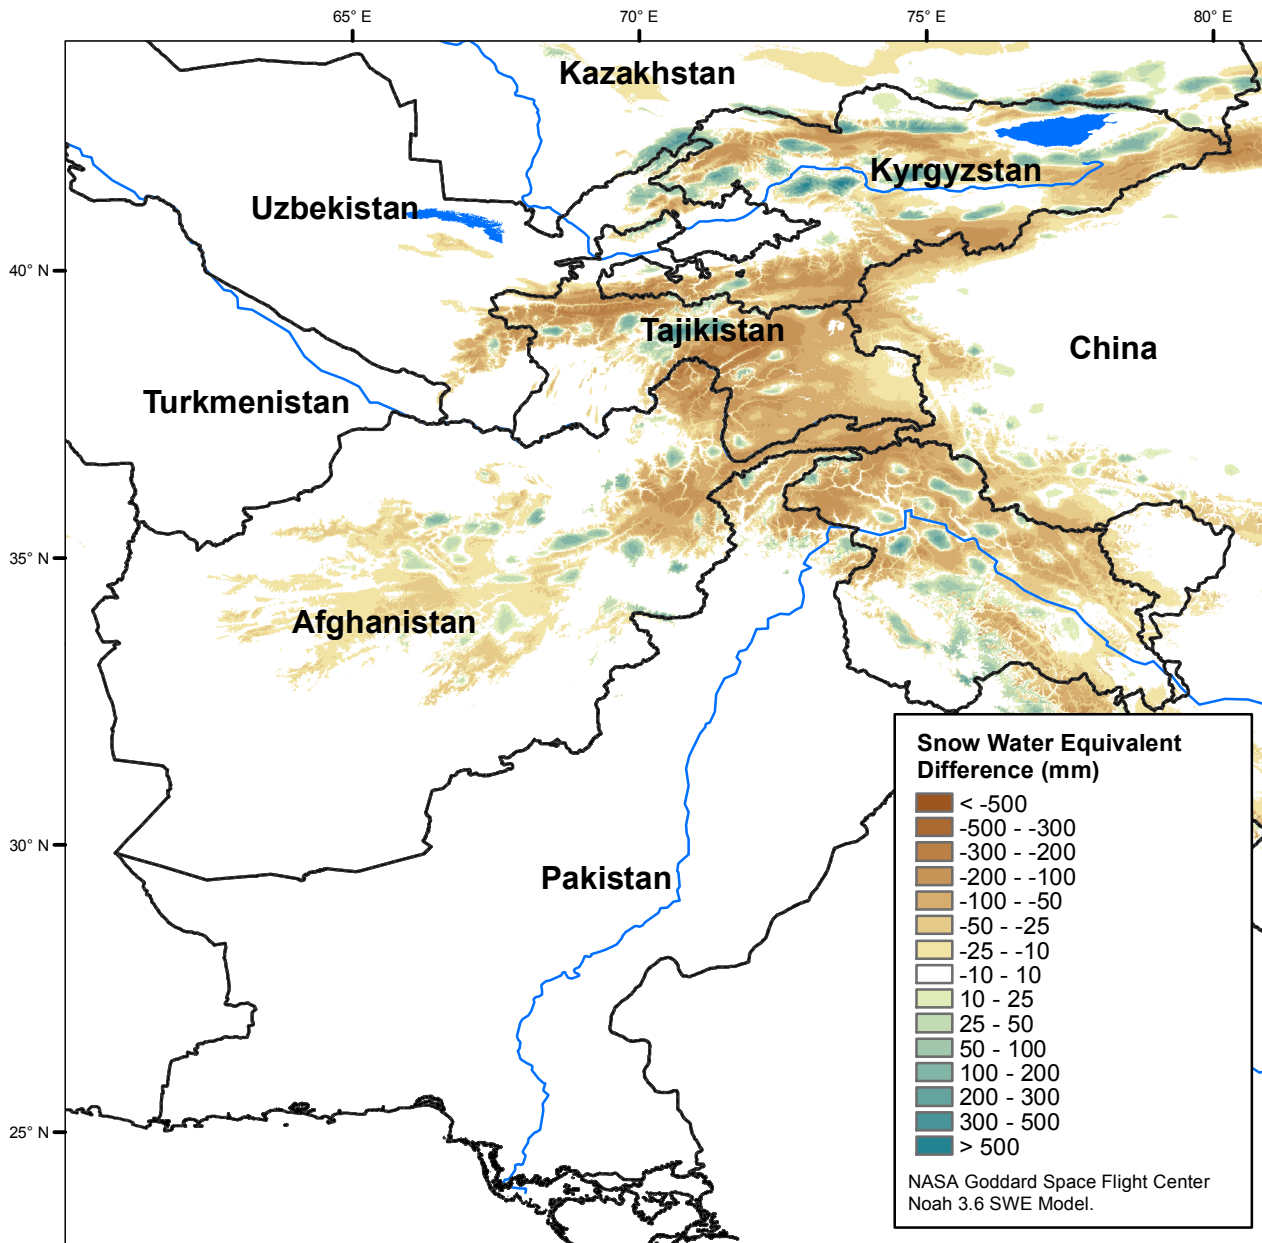 65° E
70° E
75° E
80° E
Kazakhstan
Kyrgyzstan
Uzbekistan
40° N
Tajikistan
China
Turkmenistan
35° N
Afghanistan
30° N
Pakistan
25° N
Snow Water Equivalent
Difference (mm)
< -500
-500 - -300
-300 - -200
-200 - -100
-100 - -50
-50 - -25
-25 - -10
-10 - 10
10 - 25
25 - 50
50 - 100
100 - 200
200 - 300
300 - 500
> 500
NASA Goddard Space Flight Center
Noah 3.6 SWE Model.